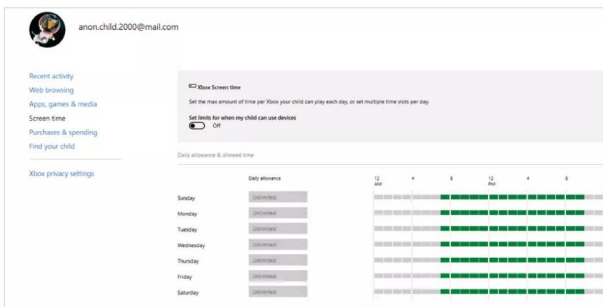 anon.child.2000@mail.com
Recent activity
Web browsing
Apps, games & media
Screen time
Purchases & spending
Find your child
Xbox privacy settings
Xbox Screen time
Set the max amount of time per Xbox your child can play each day, or set multiple time slots per day.
Set limits for when my child can use devices
Off
Daily allowance & allowed time
Daily allowance
12 AM 4 8 12 PM 4 8
Sunday Unlimited
Monday Unlimited
Tuesday Unlimited
Wednesday Unlimited
Thursday Unlimited
Friday Unlimited
Saturday Unlimited